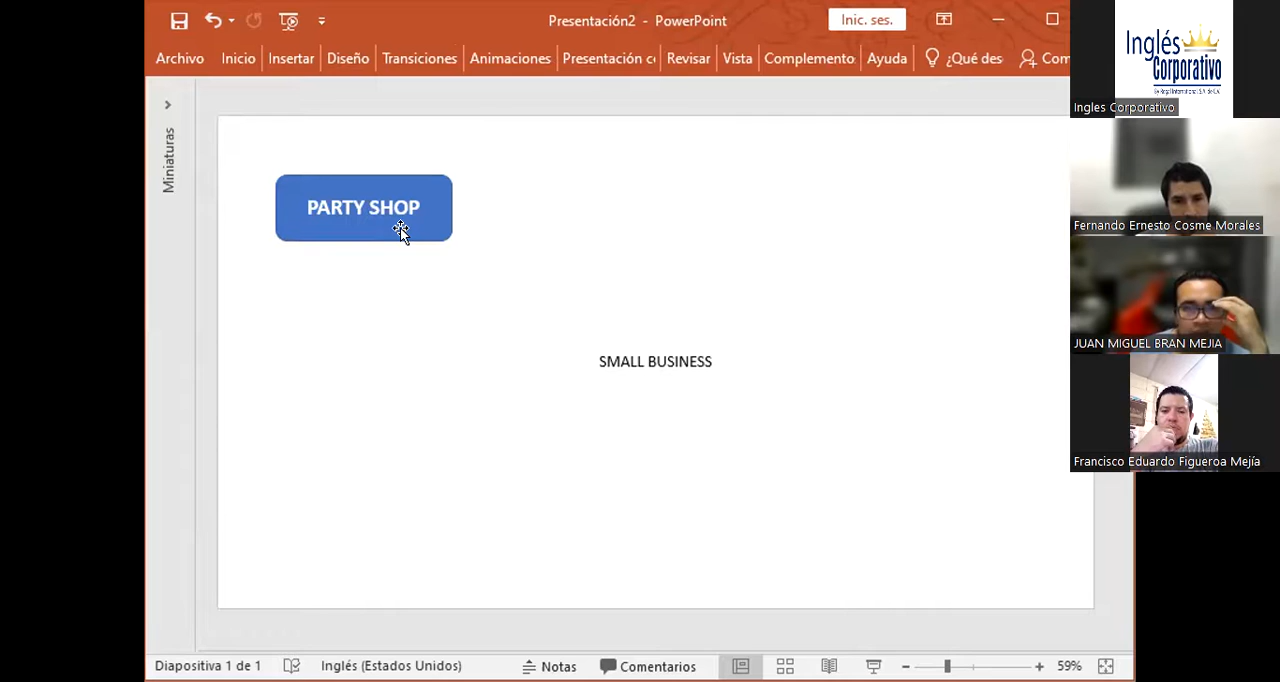 Presentación2 - PowerPoint
Inic. ses.
Archivo
Inicio
Insertar
Diseño
Transiciones
Animaciones
Presentación c
Revisar
Vista
Complemento
Ayuda
¿Qué des
Com
Miniaturas
PARTY SHOP
SMALL BUSINESS
Inglés
Corporativo
Ingles Corporativo
Fernando Ernesto Cosme Morales
JUAN MIGUEL BRAN MEJIA
Francisco Eduardo Figueroa Mejía
Diapositiva 1 de 1
Inglés (Estados Unidos)
Notas
Comentarios
59%